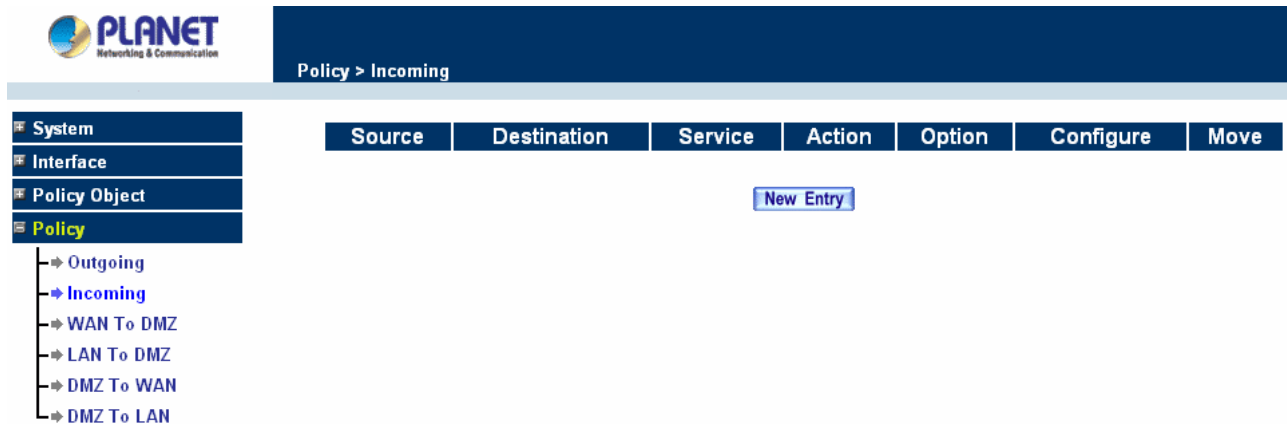 PLANET
Networking & Communication
Policy > Incoming
System
Interface
Policy Object
Policy
Outgoing
Incoming
WAN To DMZ
LAN To DMZ
DMZ To WAN
DMZ To LAN
Source Destination Service Action Option Configure Move
New Entry